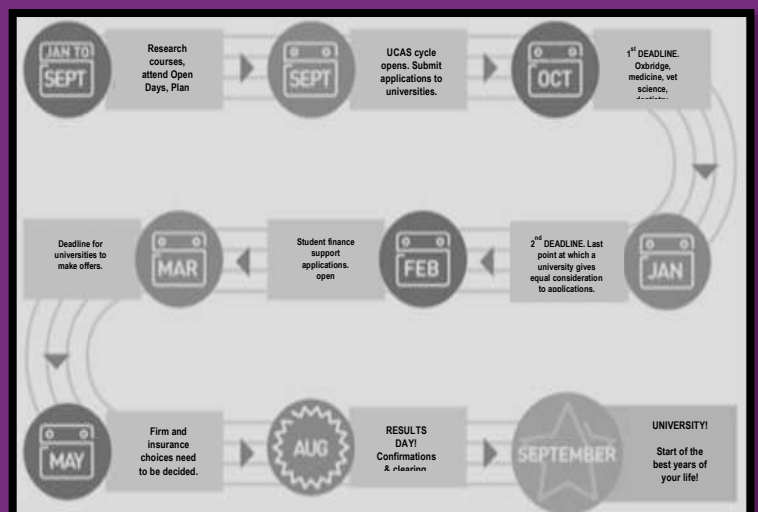 JAN TO
SEPT
Research
courses,
attend Open
Days, Plan
SEPT
UCAS cycle
opens. Submit
applications to
universities.
OCT
1st DEADLINE.
Oxbridge,
medicine, vet
science,
JAN
2nd DEADLINE. Last
point at which a
university gives
equal consideration
to applications.
FEB
Student finance
support
applications.
open
MAR
Deadline for
universities to
make offers.
MAY
Firm and
insurance
choices need
to be decided.
AUG
RESULTS
DAY!
Confirmations
& clearing
SEPTEMBER
UNIVERSITY!
Start of the
best years of
your life!